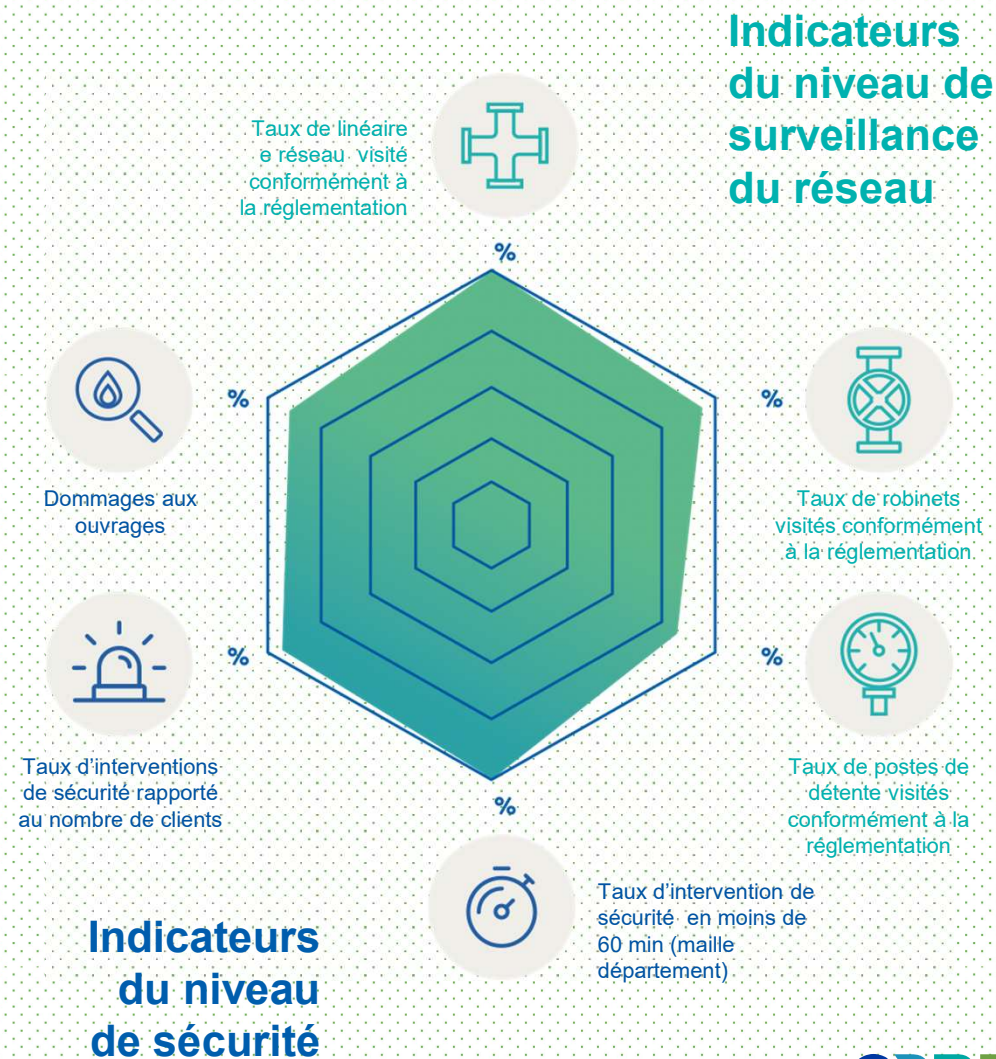 Indicateurs
du niveau de
surveillance
du réseau
Taux de linéaire
e réseau visité
conformément à
la réglementation
%
%
%
Dommages aux
ouvrages
Taux de robinets
visités conformément
à la réglementation
%
%
Taux d'interventions
de sécurité rapporté
au nombre de clients
Taux de postes de
détente visités
conformément à la
réglementation
%
Taux d'intervention de
sécurité en moins de
60 min (maille
département)
Indicateurs
du niveau
de sécurité